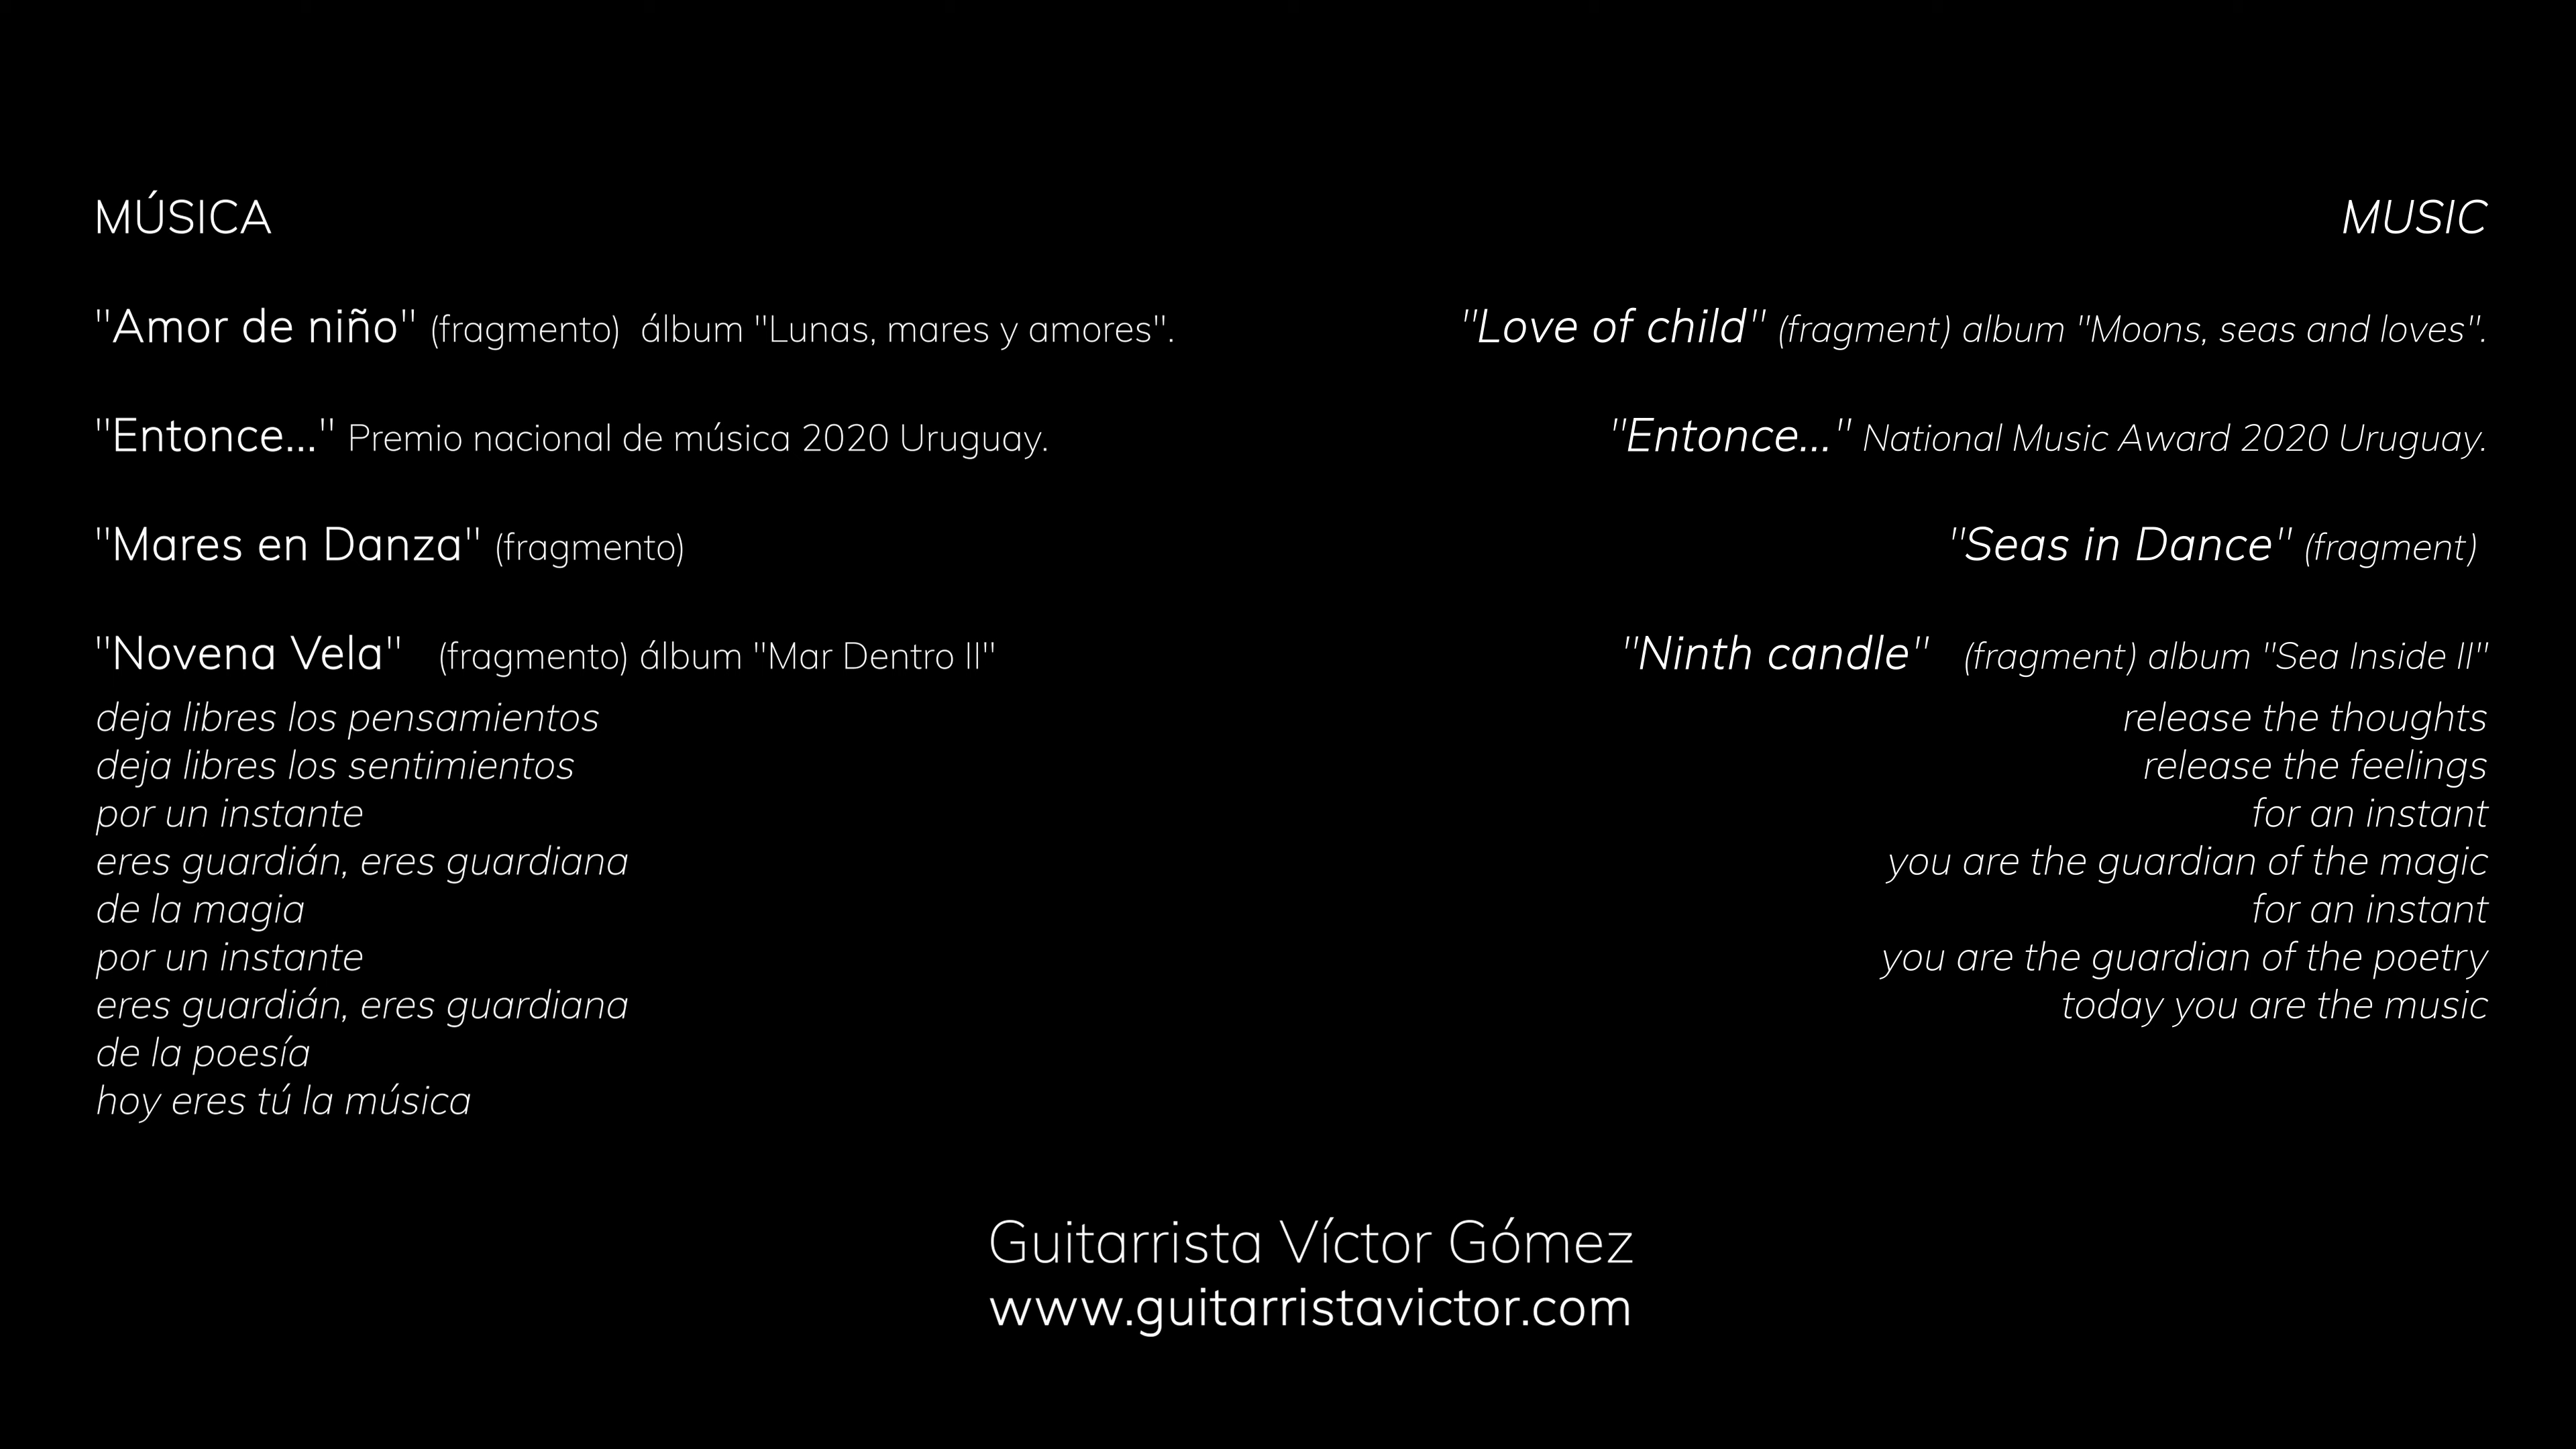 MÚSICA
"Amor de niño" (fragmento) álbum "Lunas, mares y amores".
"Entonce..." Premio nacional de música 2020 Uruguay.
"Mares en Danza" (fragmento)
"Novena Vela" (fragmento) álbum "Mar Dentro II"
deja libres los pensamientos
deja libres los sentimientos
por un instante
eres guardián, eres guardiana
de la magia
por un instante
eres guardián, eres guardiana
de la poesía
hoy eres tú la música
MUSIC
"Love of child" (fragment) album "Moons, seas and loves".
"Entonce..." National Music Award 2020 Uruguay.
"Seas in Dance" (fragment)
"Ninth candle" (fragment) album "Sea Inside II"
release the thoughts
release the feelings
for an instant
you are the guardian of the magic
for an instant
you are the guardian of the poetry
today you are the music
Guitarrista Víctor Gómez
www.guitarristavictor.com